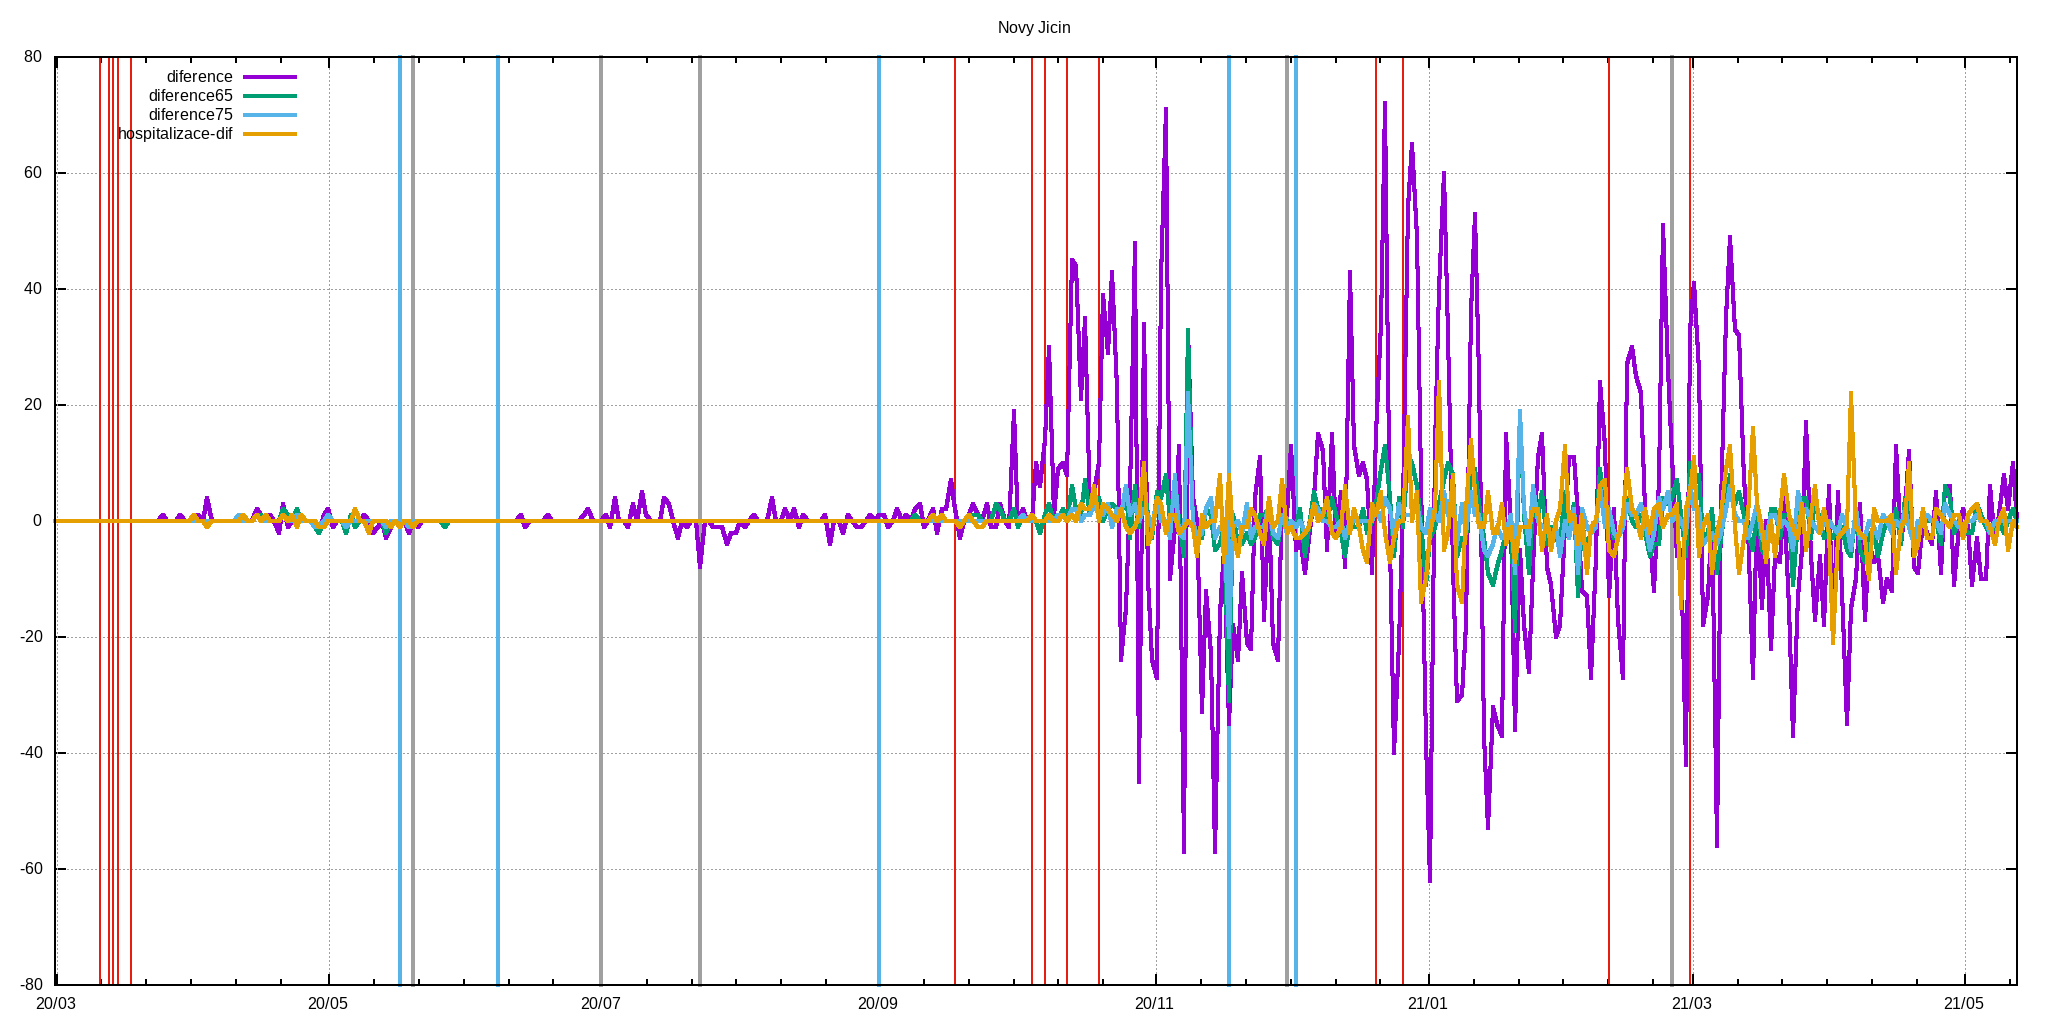 Novy Jicin
80
60
40
20
0
-20
-40
-60
-80
diference
diference65
diference75
hospitalizace-dif
20/03 20/05 20/07 20/09 20/11 21/01 21/03 21/05